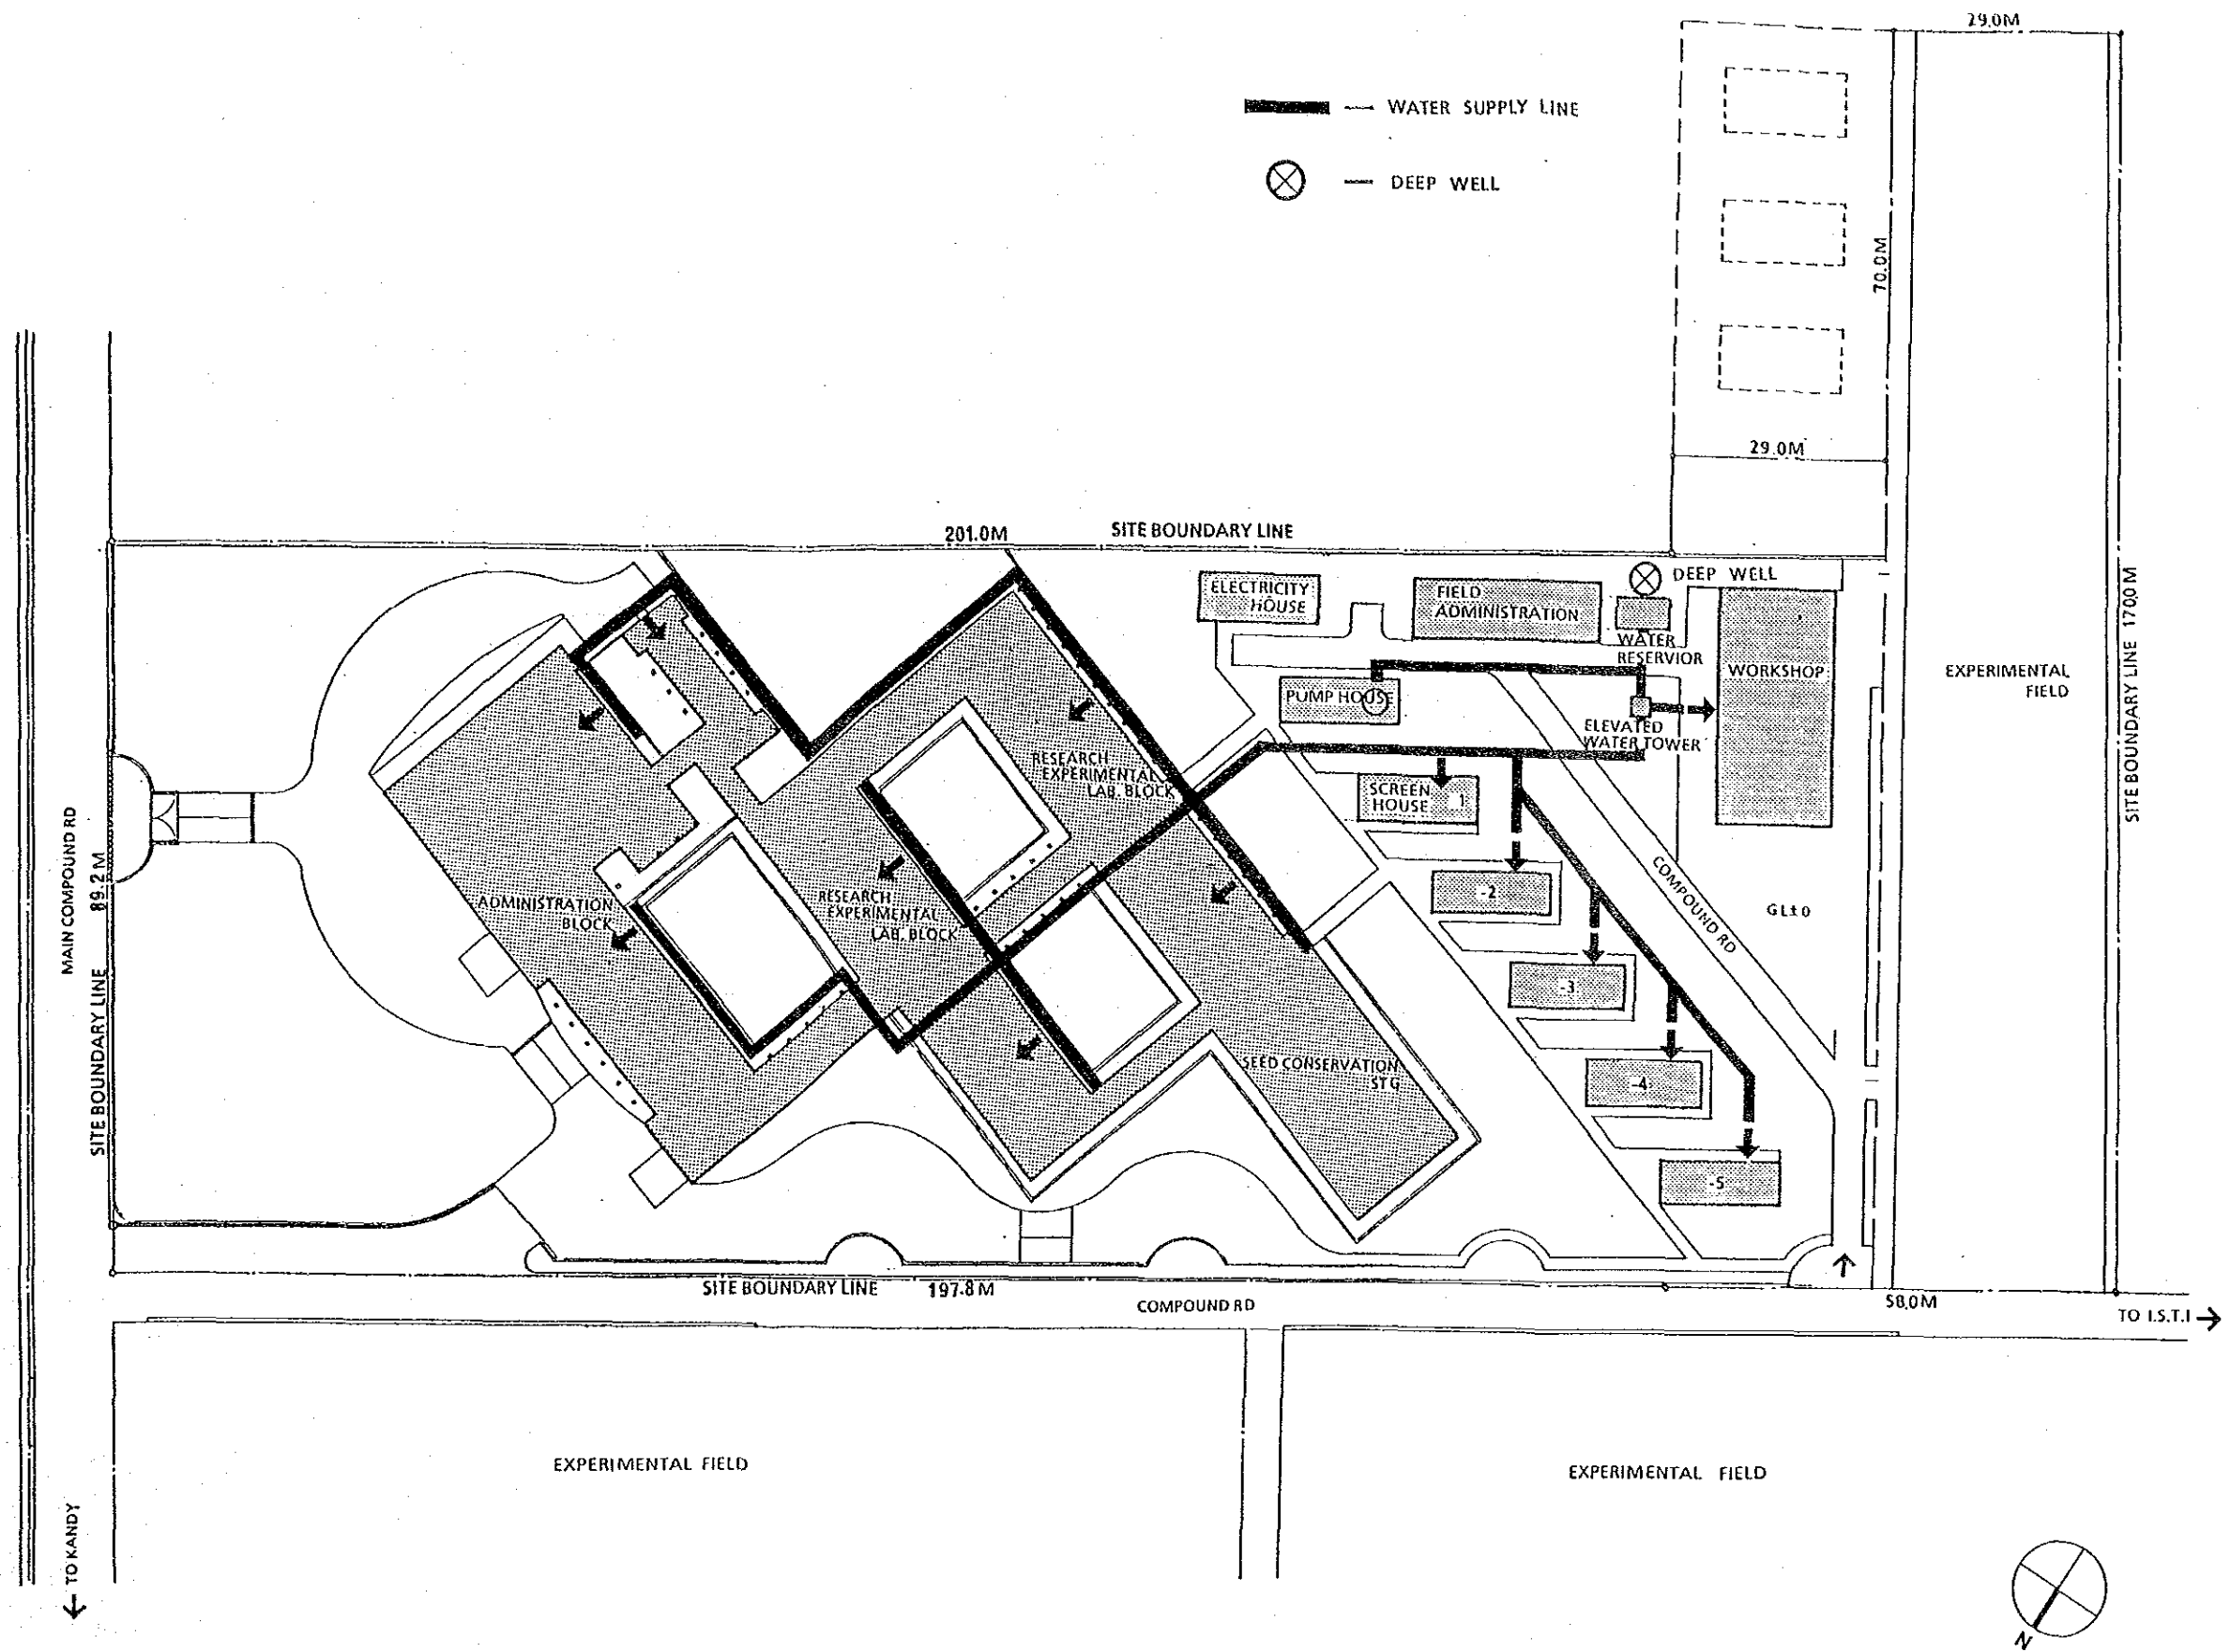 29.0M
— WATER SUPPLY LINE
— DEEP WELL
70.0M
29.0M
201.0M
SITE BOUNDARY LINE
ELECTRICITY
HOUSE
FIELD
ADMINISTRATION
DEEP WELL
WATER
RESERVIOR
WORKSHOP
EXPERIMENTAL
FIELD
SITE BOUNDARY LINE 170.0M
PUMP HOUSE
ELEVATED
WATER TOWER
RESEARCH
EXPERIMENTAL
LAB. BLOCK
SCREEN
HOUSE
1
MAIN COMPOUND RD
SITE BOUNDARY LINE 89.2M
ADMINISTRATION
BLOCK
RESEARCH
EXPERIMENTAL
LAB. BLOCK
-2
COMPOUND RD
GL±0
-3
SEED CONSERVATION
STG
-4
-5
SITE BOUNDARY LINE 197.8M
COMPOUND RD
58.0M
TO I.S.T.I →
EXPERIMENTAL FIELD
EXPERIMENTAL FIELD
← TO KANDY
N